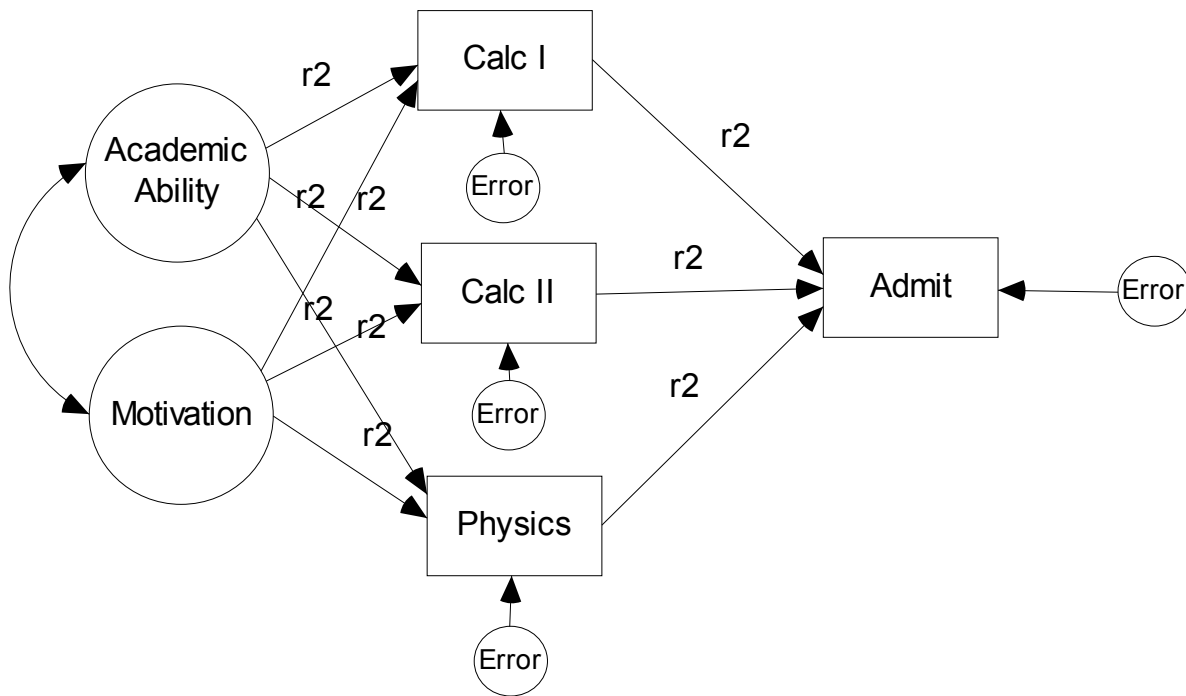 Calc I
r2
Academic
Ability
r2
Error
r2
r2
Admit
Calc II
r2
Error
r2
r2
Motivation
Error
r2
r2
Physics
Error